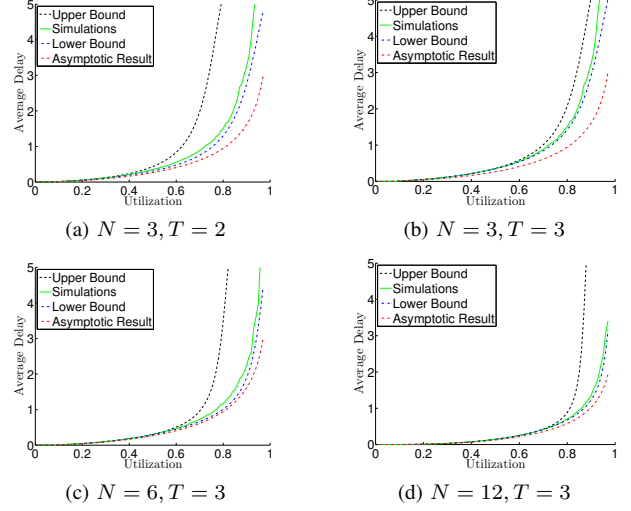 5
4
3
2
1
0
Average Delay
Upper Bound
Simulations
Lower Bound
Asymptotic Result
0 0.2 0.4 0.6 0.8 1
Utilization
(a) N = 3, T = 2
5
4
3
2
1
0
Average Delay
Upper Bound
Simulations
Lower Bound
Asymptotic Result
0 0.2 0.4 0.6 0.8 1
Utilization
(b) N = 3, T = 3
5
4
3
2
1
0
Average Delay
Upper Bound
Simulations
Lower Bound
Asymptotic Result
0 0.2 0.4 0.6 0.8 1
Utilization
(c) N = 6, T = 3
5
4
3
2
1
0
Average Delay
Upper Bound
Simulations
Lower Bound
Asymptotic Result
0 0.2 0.4 0.6 0.8 1
Utilization
(d) N = 12, T = 3